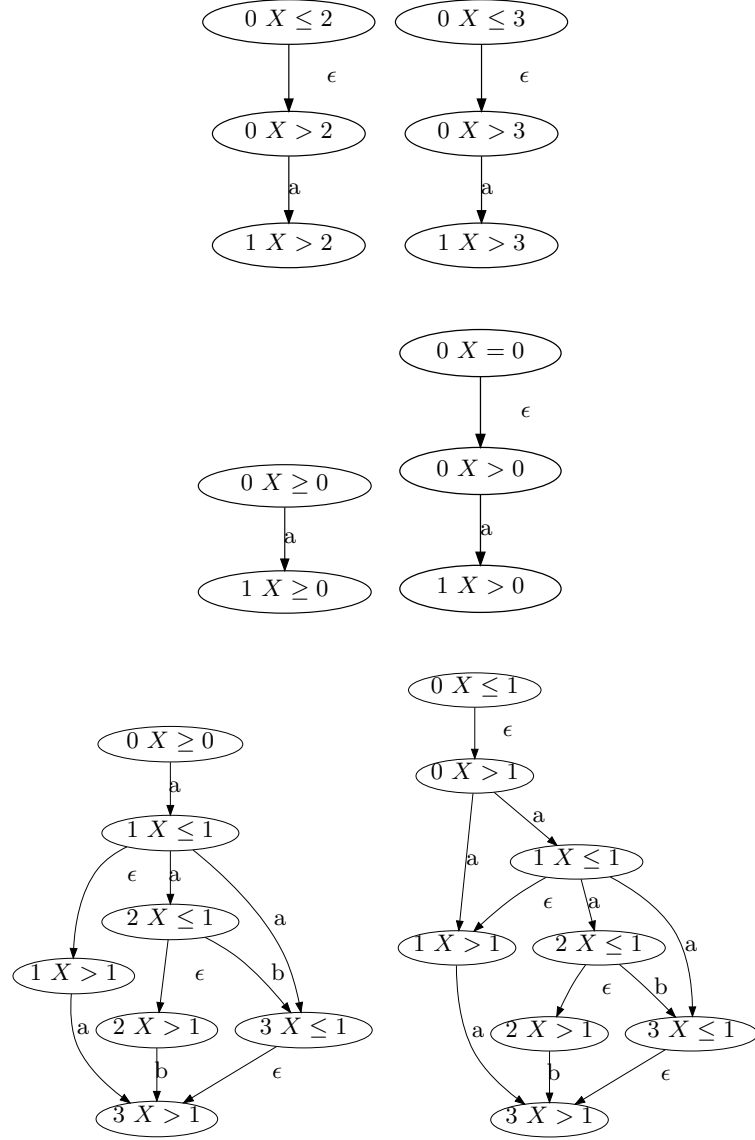 0 X ≤ 2 0 X ≤ 3
ϵ ϵ
0 X > 2 0 X > 3
a a
1 X > 2 1 X > 3
0 X = 0
ϵ
0 X ≥ 0 0 X > 0
a a
1 X ≥ 0 1 X > 0
0 X ≥ 0
a
1 X ≤ 1
ϵ a
2 X ≤ 1 a
1 X > 1 ϵ b
a 2 X > 1 3 X ≤ 1
b ϵ
3 X > 1
0 X ≤ 1
ϵ
0 X > 1
a
a 1 X ≤ 1
ϵ a
1 X > 1 2 X ≤ 1 a
ϵ b
a 2 X > 1 3 X ≤ 1
b ϵ
3 X > 1